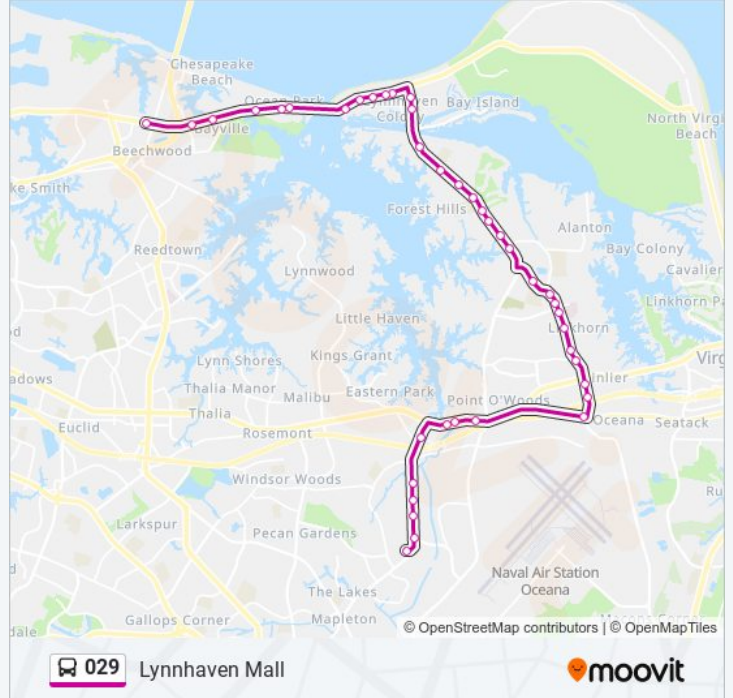 Chesapeake
Beach
Ocean Park
Bay Island
Colony
North Virg
Beach
Bayville
Beechwood
ke Smith
Forest Hills
Alanton
Reedtown
Bay Colony
Cavalier
Lynnwood
Linkhorn P
Little Haven
Kings Grant
Lynn Shores
Virg
adows
Thalia Manor
Malibu
Eastern Park
Point O'Woods
nlier
Thalia
Euclid
Rosemont
Oceana
Seatack
Windsor Woods
Ru
Larkspur
Pecan Gardens
Naval Air Station
Oceana
The Lakes
Mapleton
Gallops Corner
dale
© OpenStreetMap contributors | © OpenMapTiles
029 Lynnhaven Mall
moovit